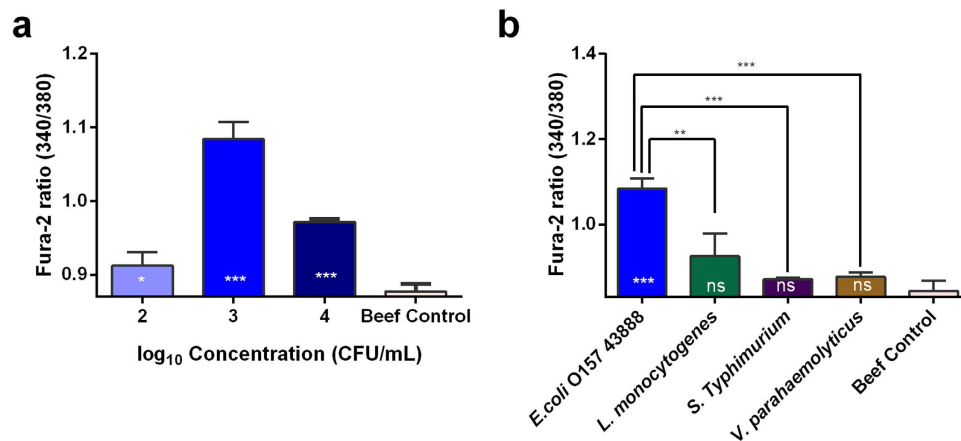 a
Fura-2 ratio (340/380)
1.2
1.1
1.0
0.9
*
***
***
2
3
4
Beef Control
log₁₀ Concentration (CFU/mL)
b
Fura-2 ratio (340/380)
1.4
1.2
1.0
***
***
**
***
ns
ns
ns
E.coli O157 43888
L. monocytogenes
S. Typhimurium
V. parahaemolyticus
Beef Control